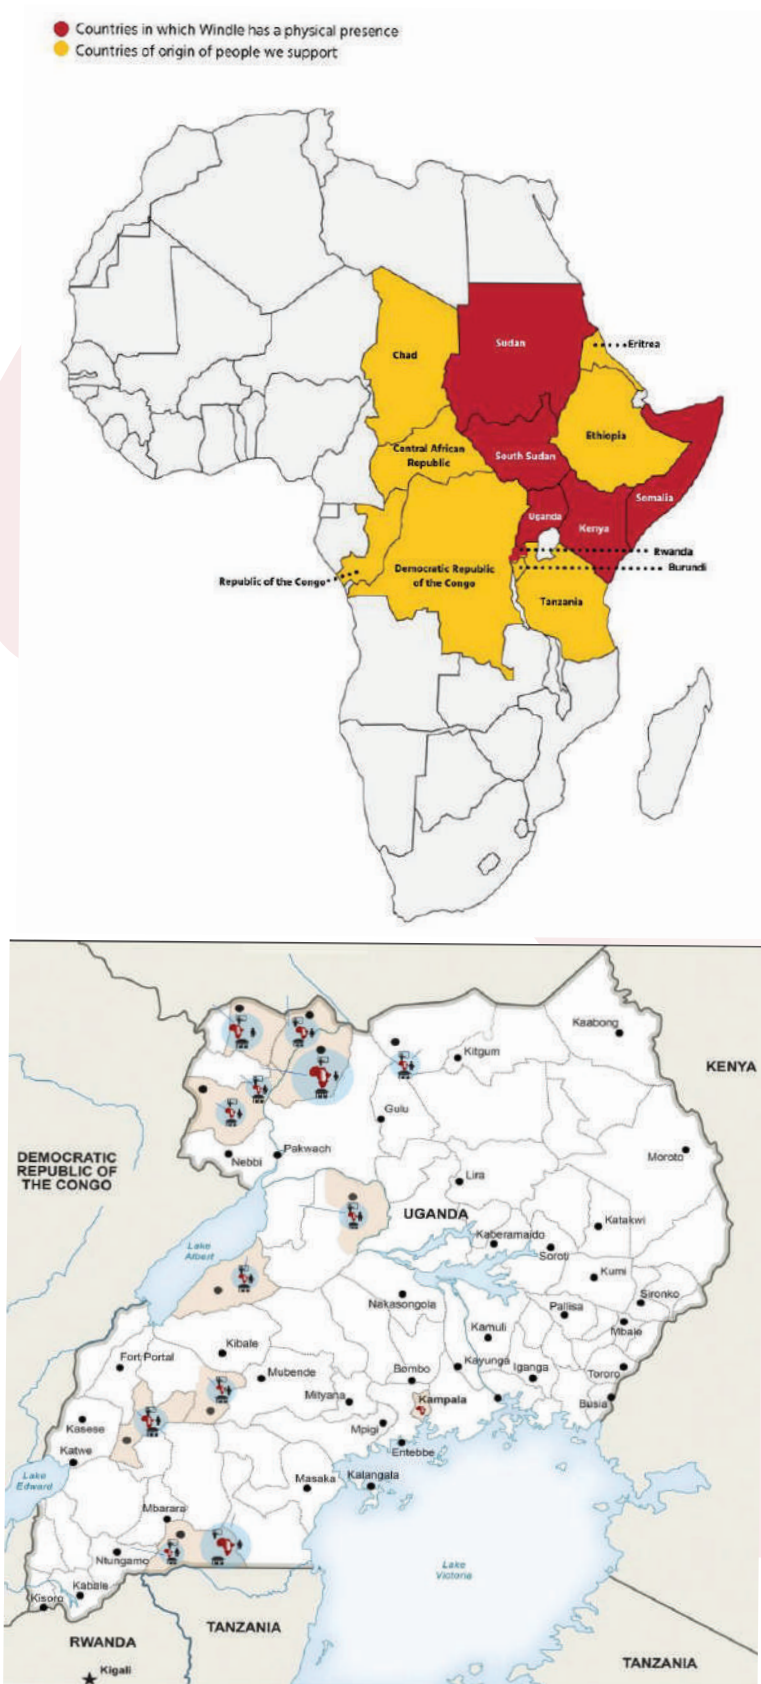 Countries in which Windle has a physical presence
Countries of origin of people we support
Sudan
Eritrea
Chad
Ethiopia
Central African
Republic
South Sudan
Somalia
Uganda
Kenya
Rwanda
Burundi
Republic of the Congo
Democratic Republic
of the Congo
Tanzania
Kaabong
Kitgum
KENYA
Gulu
Moroto
DEMOCRATIC
REPUBLIC OF
THE CONGO
Nebbi
Pakwach
Lira
UGANDA
Katakwi
Kaberamaido
Soroti
Lake
Albert
Kumi
Sironko
Nakasongola
Pallisa
Mbale
Kamuli
Kibale
Fort Portal
Mubende
Bombo
Kayunga
Iganga
Tororo
Mityana
Kampala
Busia
Kasese
Mpigi
Katwe
Entebbe
Lake
Edward
Masaka
Kalangala
Mbarara
Ntungamo
Lake
Victoria
Kabale
Kisoro
TANZANIA
RWANDA
TANZANIA
Kigali